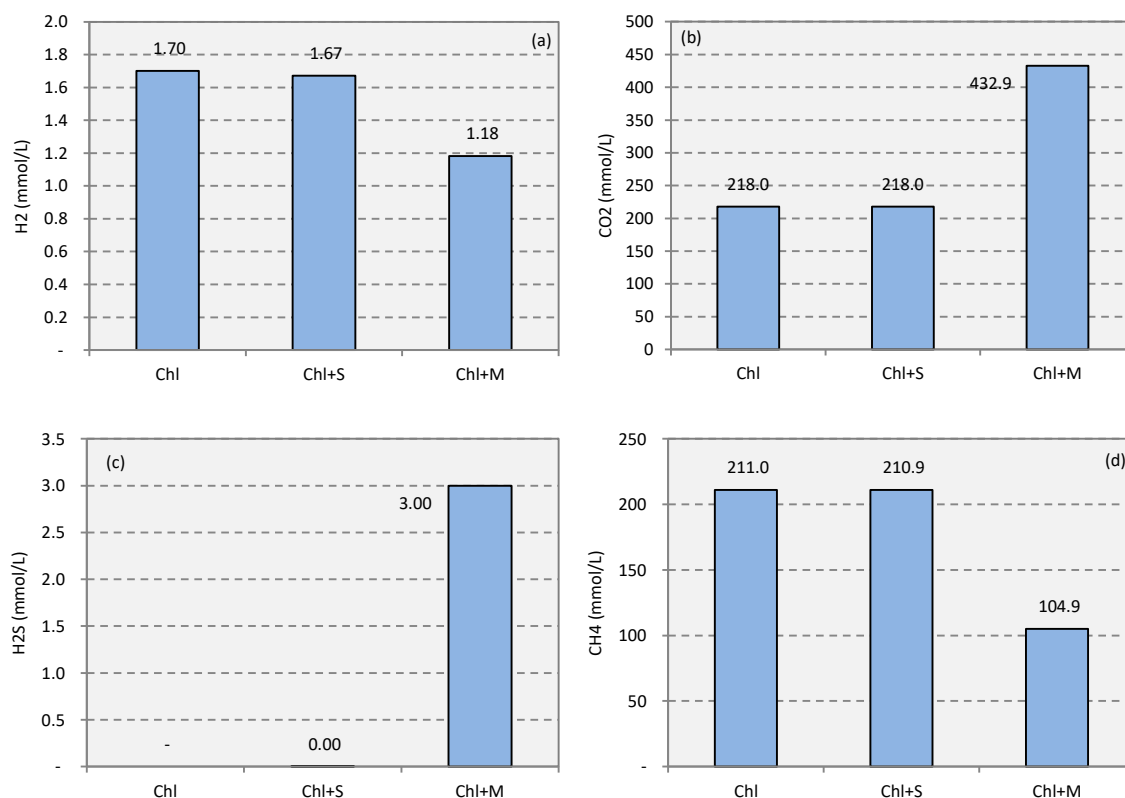 2.0
1.8
1.6
1.4
1.2
1.0
0.8
0.6
0.4
0.2
-
H2 (mmol/L)
(a)
1.70
1.67
1.18
Chl
Chl+S
Chl+M
500
450
400
350
300
250
200
150
100
50
0
CO2 (mmol/L)
(b)
218.0
218.0
432.9
Chl
Chl+S
Chl+M
3.5
3.0
2.5
2.0
1.5
1.0
0.5
-
H2S (mmol/L)
(c)
-
0.00
3.00
Chl
Chl+S
Chl+M
250
200
150
100
50
-
CH4 (mmol/L)
(d)
211.0
210.9
104.9
Chl
Chl+S
Chl+M